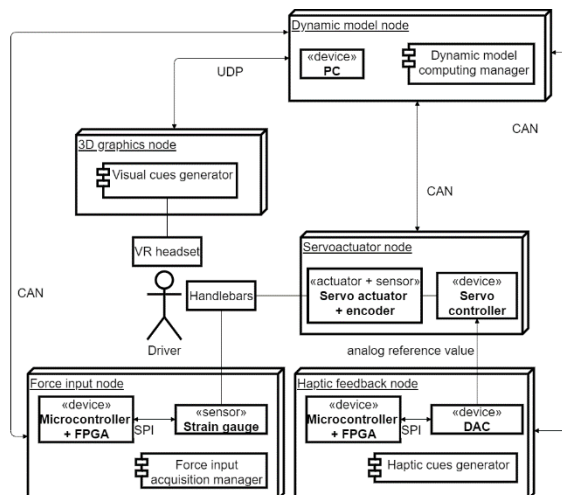 Dynamic model node
«device»
PC
Dynamic model
computing manager
UDP
CAN
3D graphics node
Visual cues generator
CAN
VR headset
Servoactuator node
CAN
Handlebars
«actuator + sensor»
Servo actuator
+ encoder
«device»
Servo
controller
Driver
analog reference value
Force input node
«device»
Microcontroller
+ FPGA
SPI
«sensor»
Strain gauge
Force input
acquisition manager
Haptic feedback node
«device»
Microcontroller
+ FPGA
SPI
«device»
DAC
Haptic cues generator